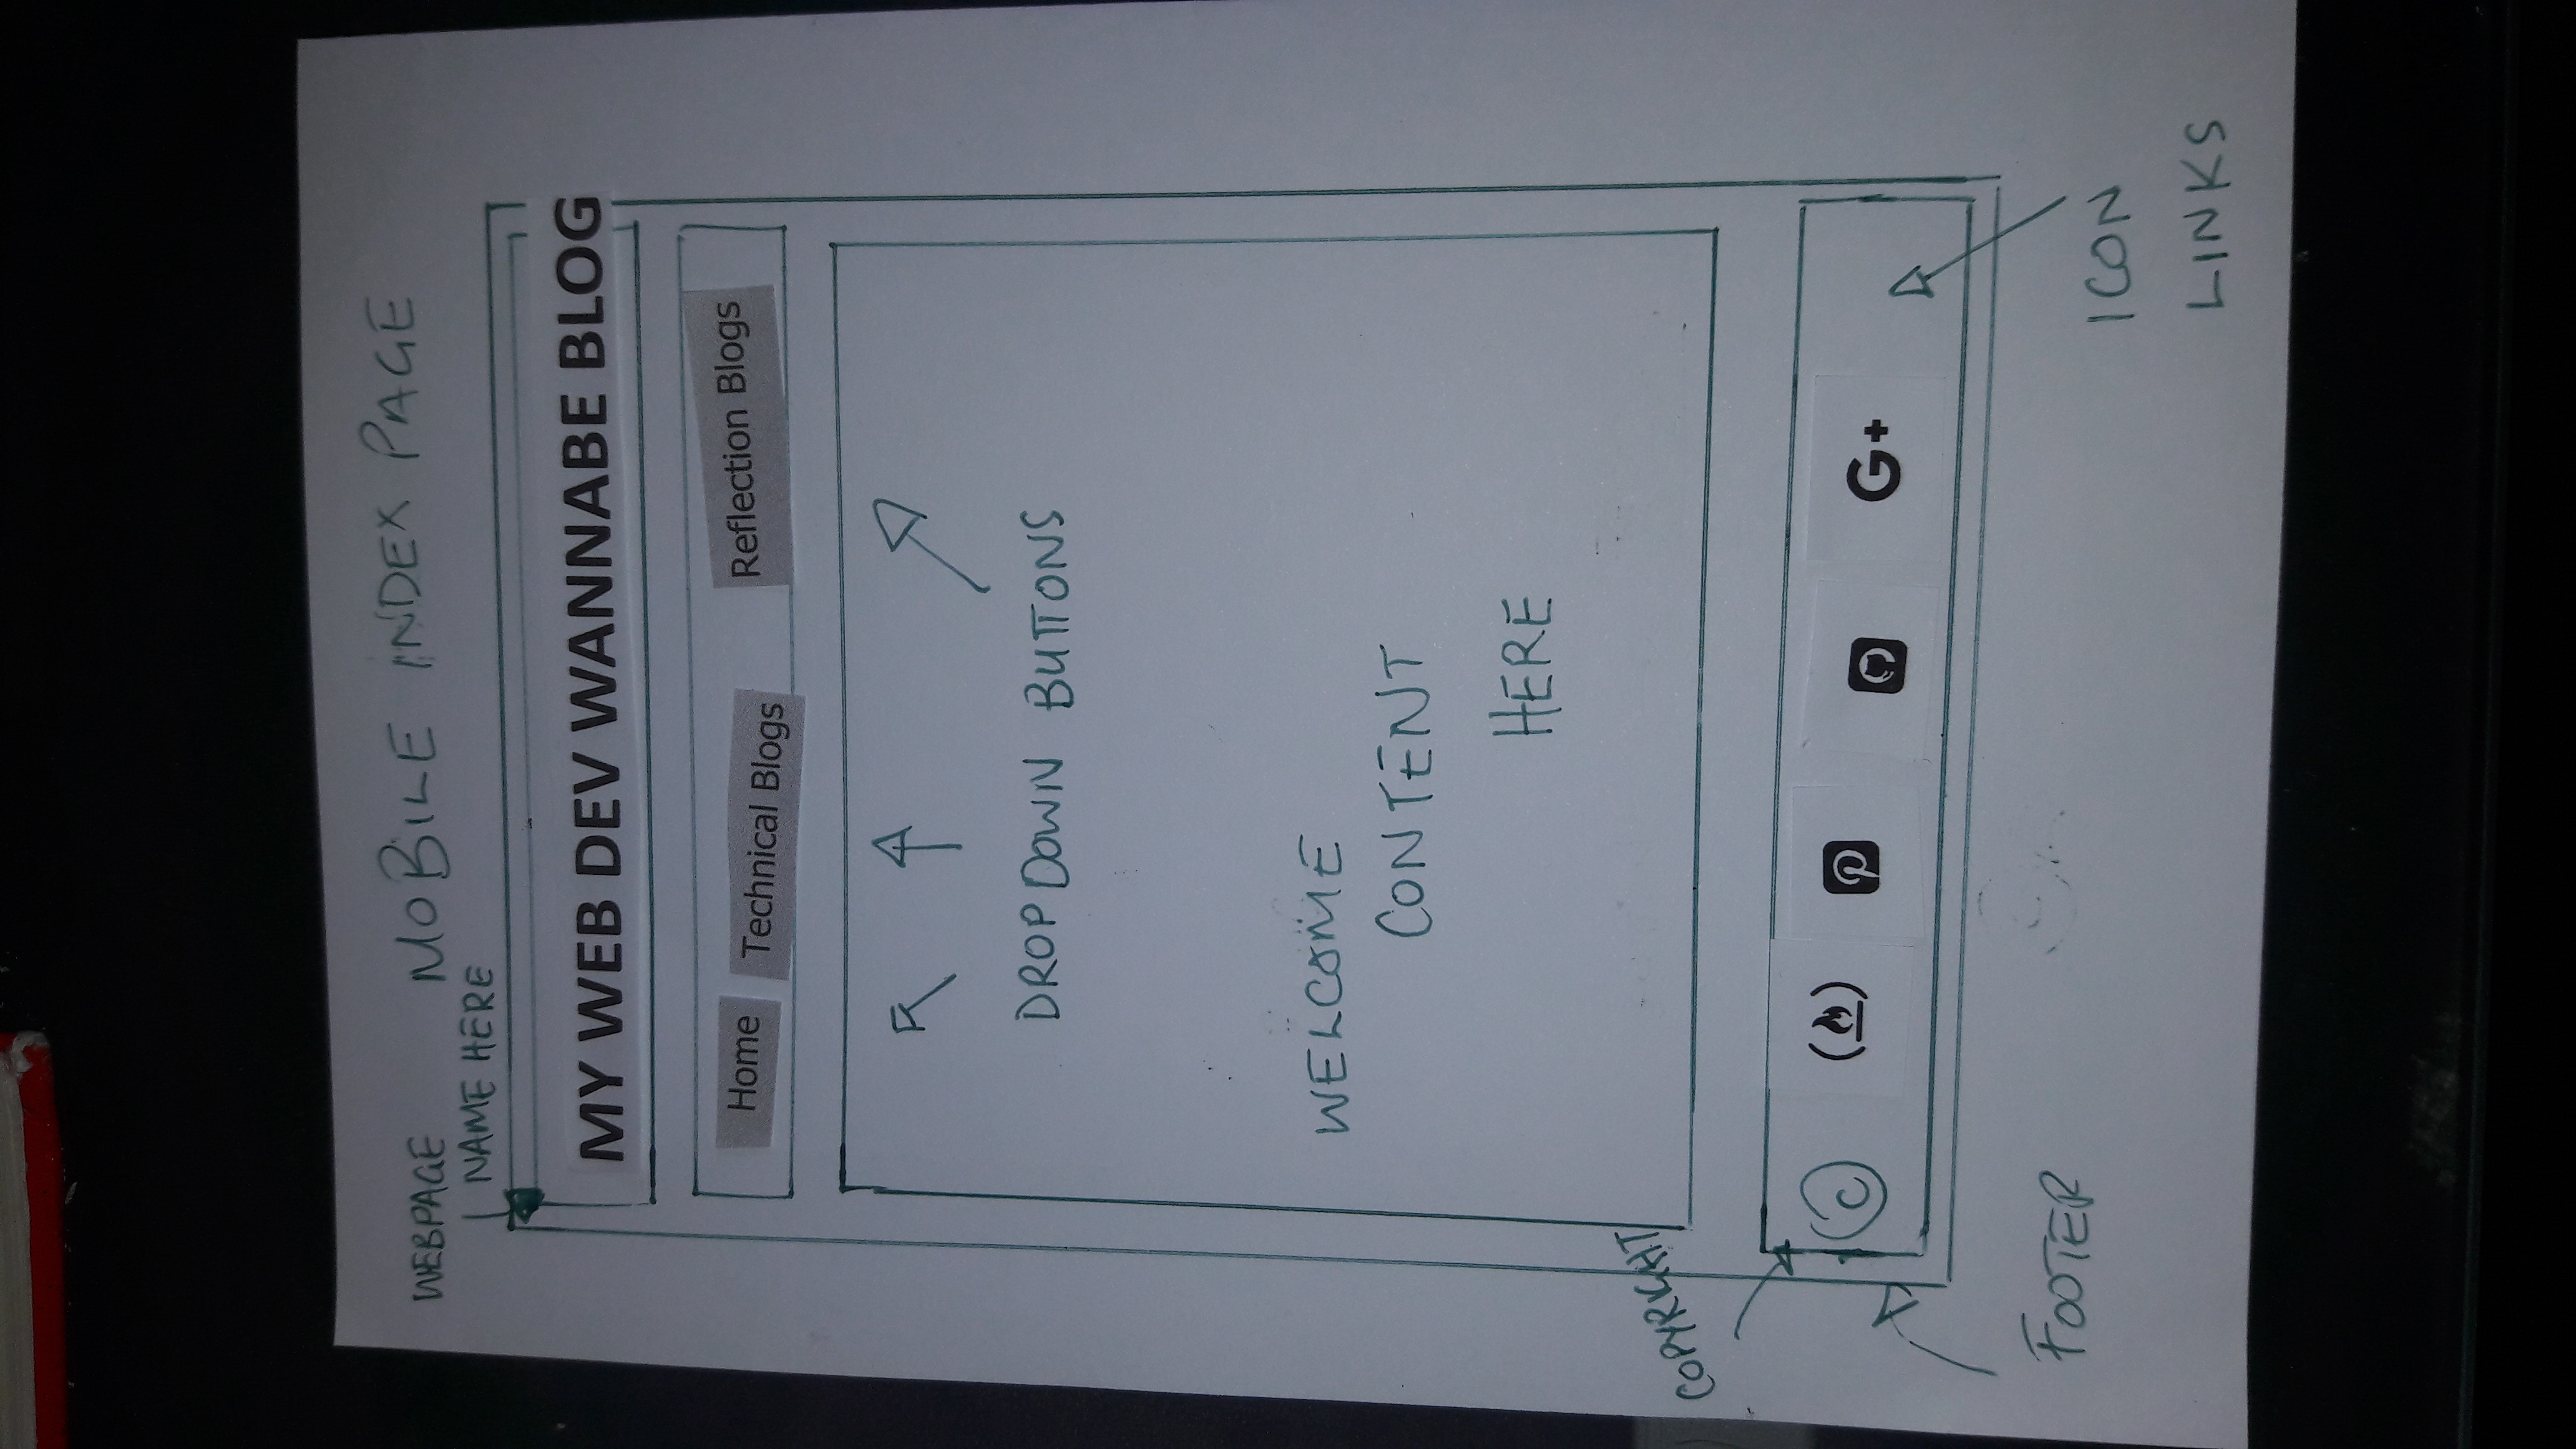 MOBILE INDEX PAGE
WEBPAGE
NAME HERE
MY WEB DEV WANNABE BLOG
Home
Technical Blogs
Reflection Blogs
DROPDOWN BUTTONS
WELCOME
CONTENT
HERE
COPYRIGHT
©
G+
FOOTER
ICON
LINKS